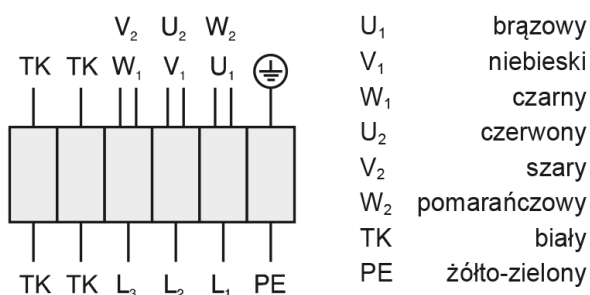 V₂ U₂ W₂
TK TK W₁ V₁ U₁
TK TK L₃ L₂ L₁ PE
U₁ brązowy
V₁ niebieski
W₁ czarny
U₂ czerwony
V₂ szary
W₂ pomarańczowy
TK biały
PE żółto-zielony